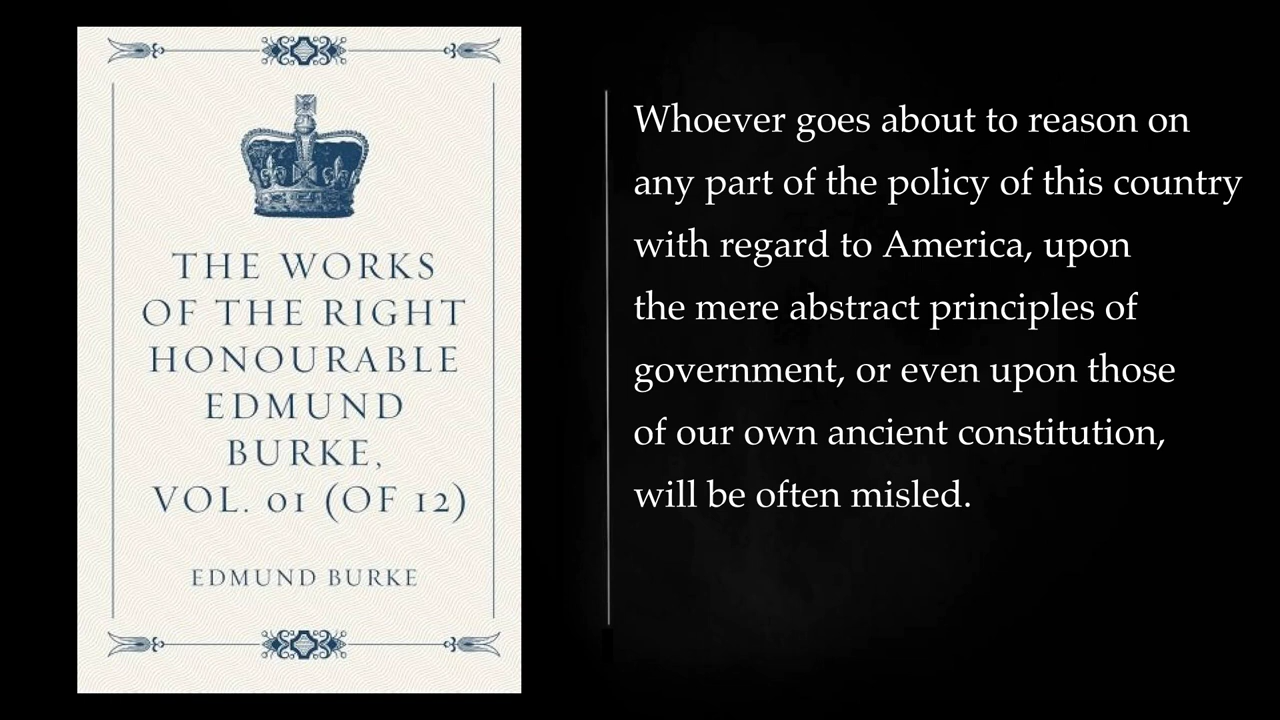 THE WORKS
OF THE RIGHT
HONOURABLE
EDMUND
BURKE,
VOL. 01 (OF 12)
EDMUND BURKE
Whoever goes about to reason on
any part of the policy of this country
with regard to America, upon
the mere abstract principles of
government, or even upon those
of our own ancient constitution,
will be often misled.